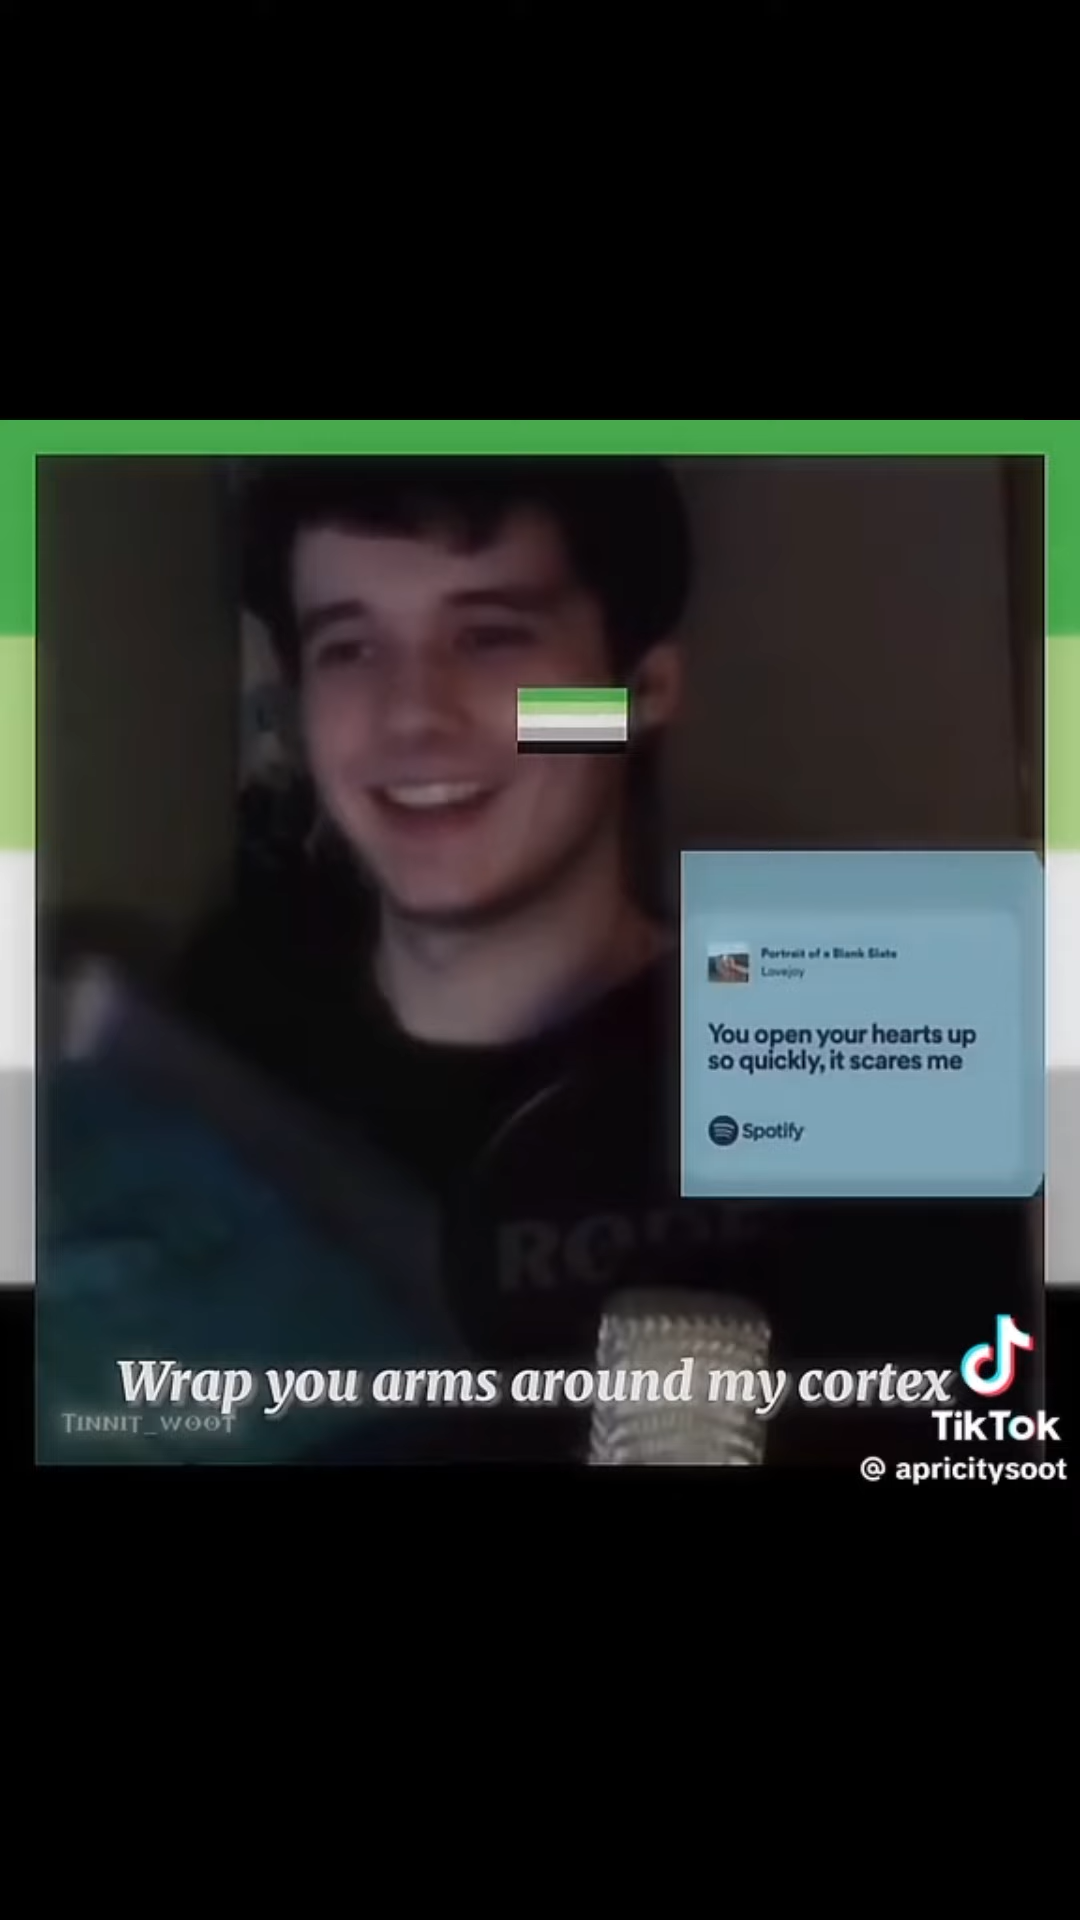 Portrait of a Blank Slate
Lovejoy
You open your hearts up
so quickly, it scares me
Spotify
Wrap you arms around my cortex
TINNIT_WOOT
TikTok
@ apricitysoot